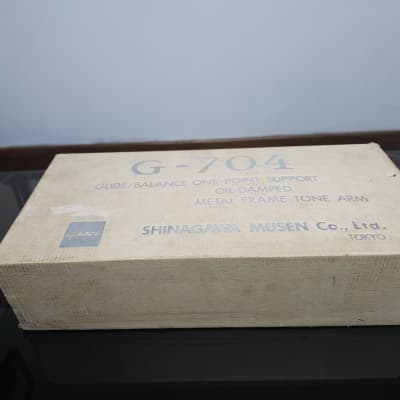 G-704
GLIDE/BALANCE ONE-POINT SUPPORT
OIL DAMPED
METAL FRAME TONE ARM
SHINAGAWA MUSEN Co., Ltd.
TOKYO